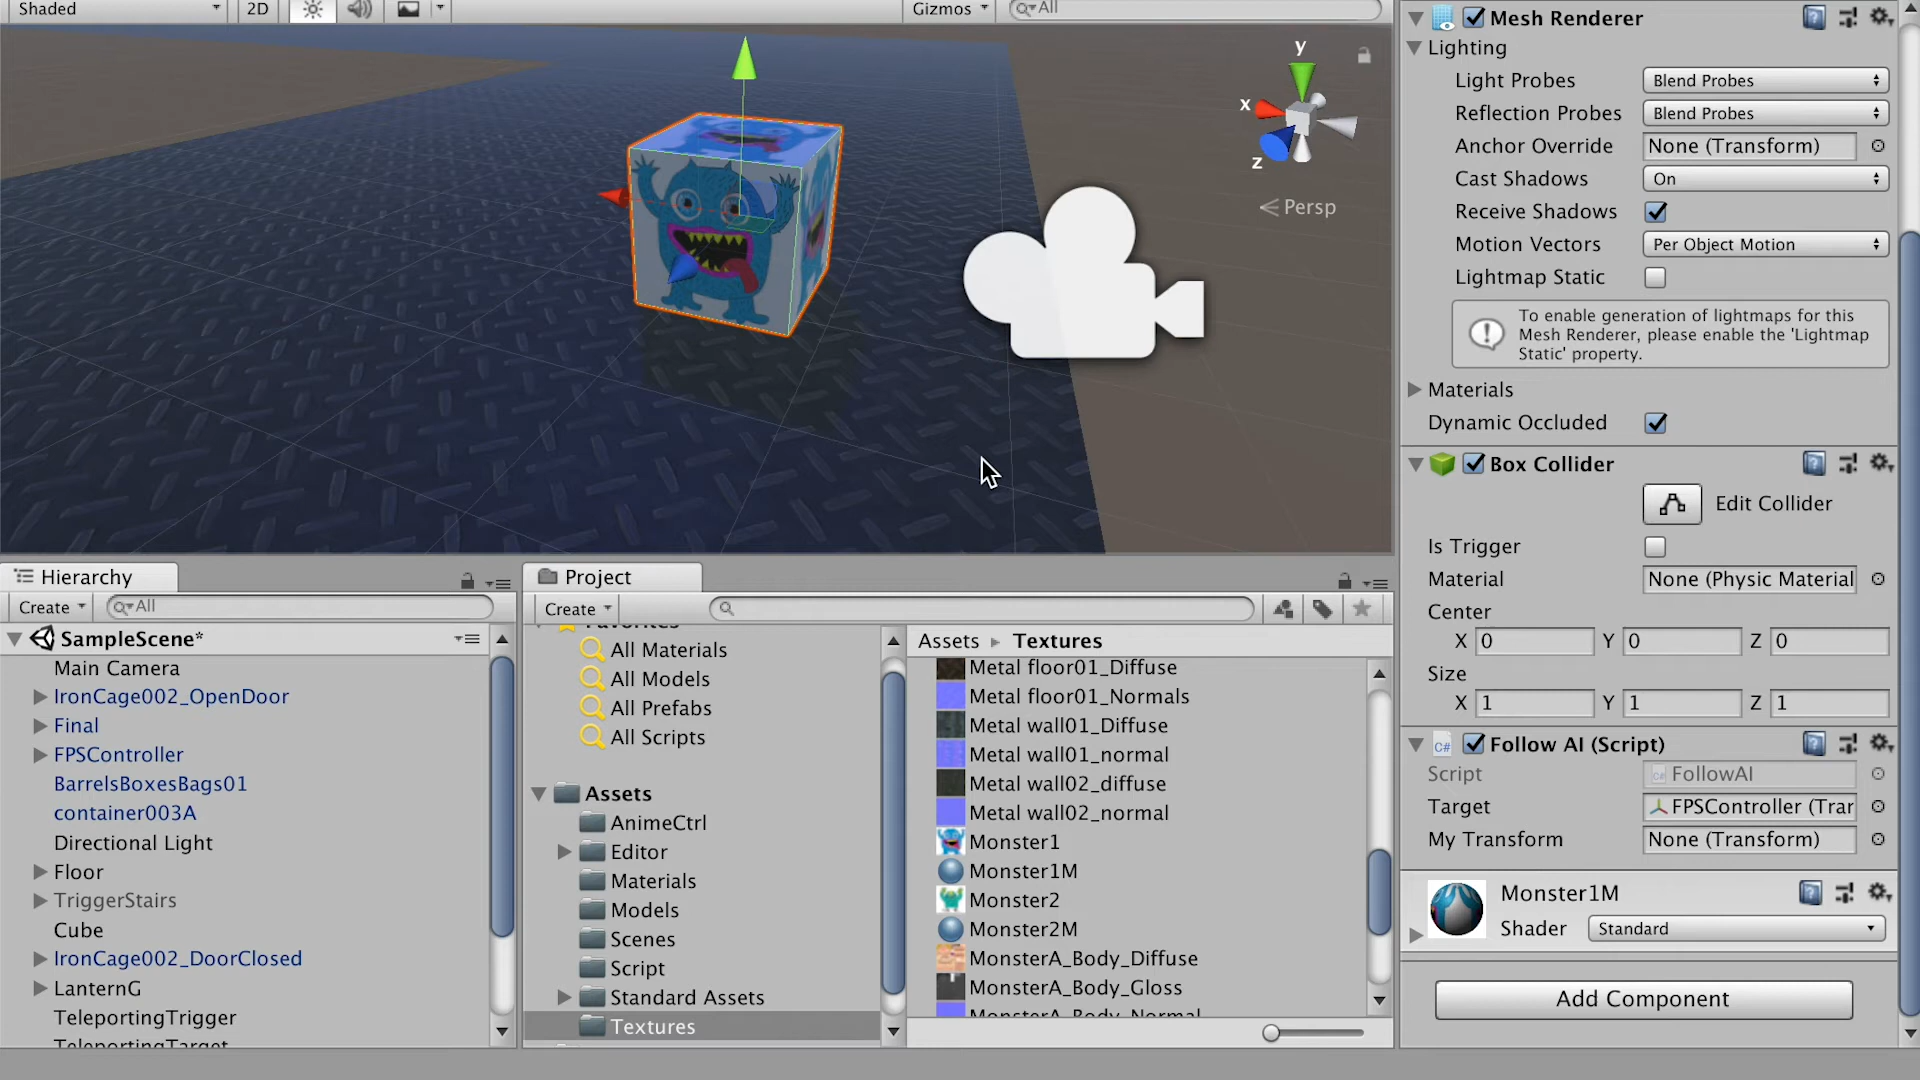 Shaded
2D
Gizmos
All
y
x
z
Persp
Mesh Renderer
Lighting
Light Probes Blend Probes
Reflection Probes Blend Probes
Anchor Override None (Transform)
Cast Shadows On
Receive Shadows
Motion Vectors Per Object Motion
Lightmap Static
To enable generation of lightmaps for this
Mesh Renderer, please enable the 'Lightmap
Static' property.
Materials
Dynamic Occluded
Box Collider
Edit Collider
Is Trigger
Material None (Physic Material
Center
X 0 Y 0 Z 0
Size
X 1 Y 1 Z 1
C# Follow AI (Script)
Script FollowAI
Target FPSController (Tran
My Transform None (Transform)
Monster1M
Shader Standard
Add Component
Hierarchy
Create All
SampleScene*
Main Camera
IronCage002_OpenDoor
Final
FPSController
BarrelsBoxesBags01
container003A
Directional Light
Floor
TriggerStairs
Cube
IronCage002_DoorClosed
LanternG
TeleportingTrigger
TeleportingTarget
Project
Create
Favorites
All Materials
All Models
All Prefabs
All Scripts
Assets
AnimeCtrl
Editor
Materials
Models
Scenes
Script
Standard Assets
Textures
Assets Textures
Metal floor01_Diffuse
Metal floor01_Normals
Metal wall01_Diffuse
Metal wall01_normal
Metal wall02_diffuse
Metal wall02_normal
Monster1
Monster1M
Monster2
Monster2M
MonsterA_Body_Diffuse
MonsterA_Body_Gloss
MonsterA_Body_Normal